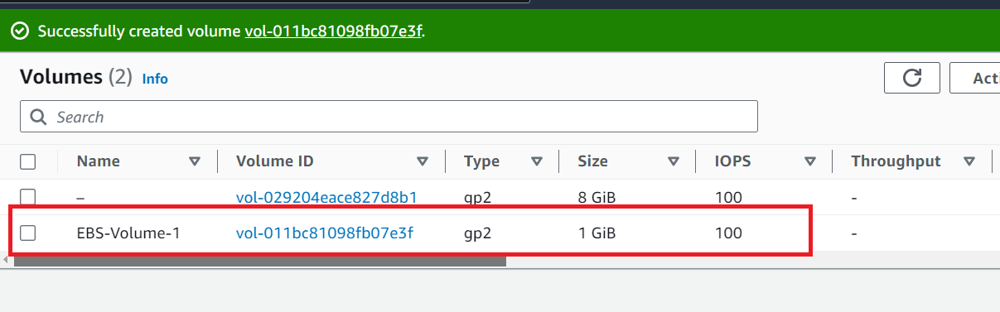 Successfully created volume vol-011bc81098fb07e3f.
Volumes (2) Info
Acti
Search
Name Volume ID Type Size IOPS Throughput
– vol-029204eace827d8b1 gp2 8 GiB 100 -
EBS-Volume-1 vol-011bc81098fb07e3f gp2 1 GiB 100 -